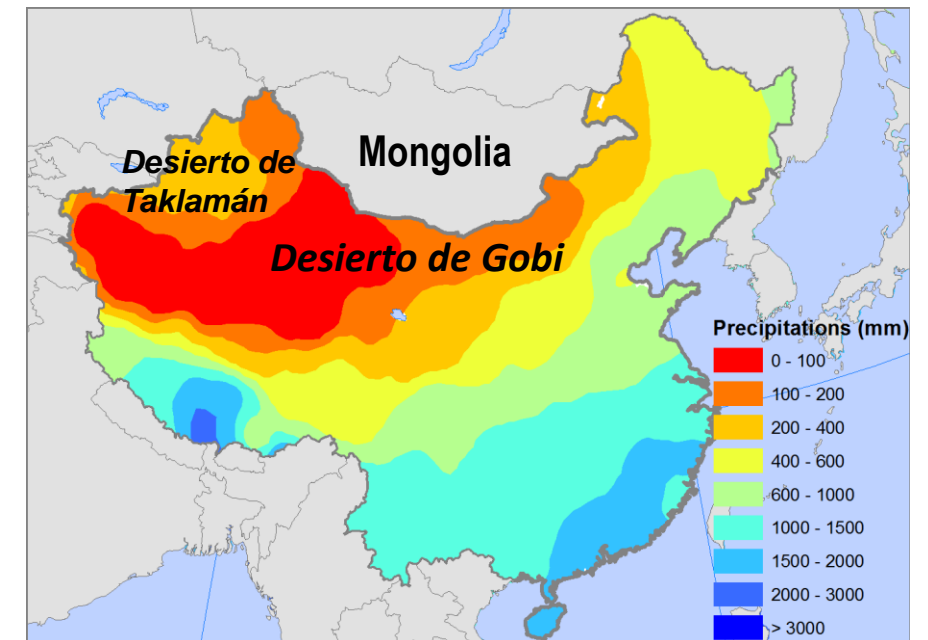 Mongolia
Desierto de
Taklamán
Desierto de Gobi
Precipitations (mm)
0 - 100
100 - 200
200 - 400
400 - 600
600 - 1000
1000 - 1500
1500 - 2000
2000 - 3000
> 3000